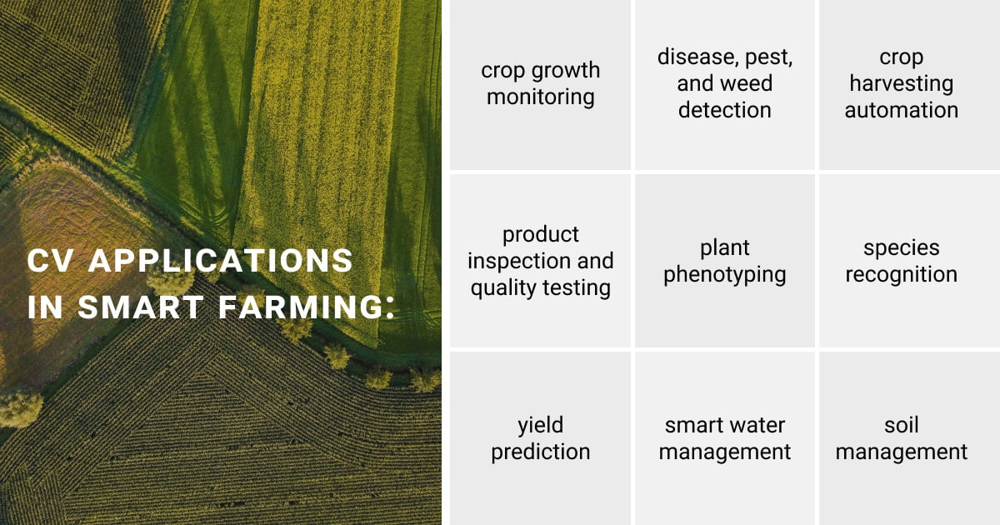 CV APPLICATIONS
IN SMART FARMING:
crop growth
monitoring
disease, pest,
and weed
detection
crop
harvesting
automation
product
inspection and
quality testing
plant
phenotyping
species
recognition
yield
prediction
smart water
management
soil
management